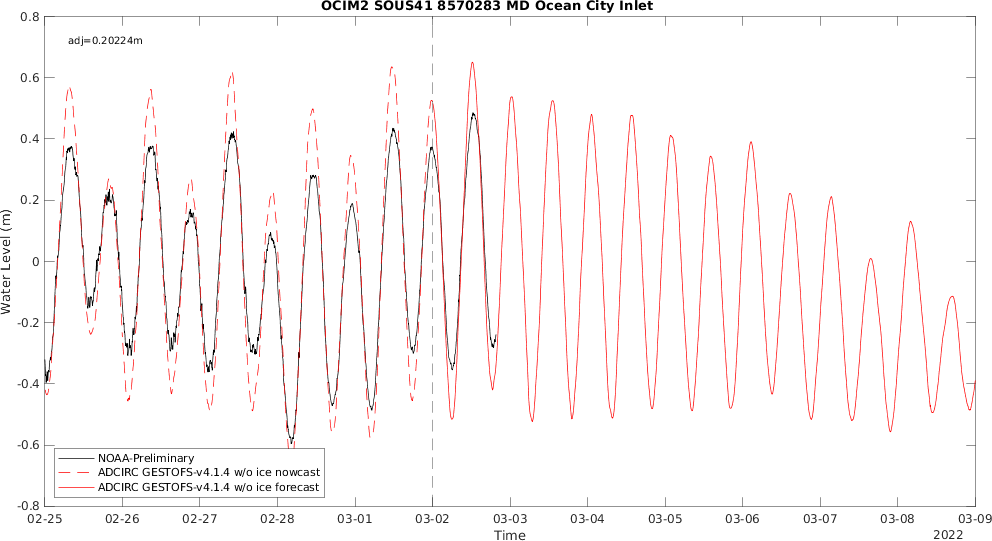 OCIM2 SOUS41 8570283 MD Ocean City Inlet
adj=0.20224m
0.8
0.6
0.4
0.2
0
-0.2
-0.4
-0.6
-0.8
Water Level (m)
NOAA-Preliminary
ADCIRC GESTOFS-v4.1.4 w/o ice nowcast
ADCIRC GESTOFS-v4.1.4 w/o ice forecast
02-25 02-26 02-27 02-28 03-01 03-02 03-03 03-04 03-05 03-06 03-07 03-08 03-09
Time
2022